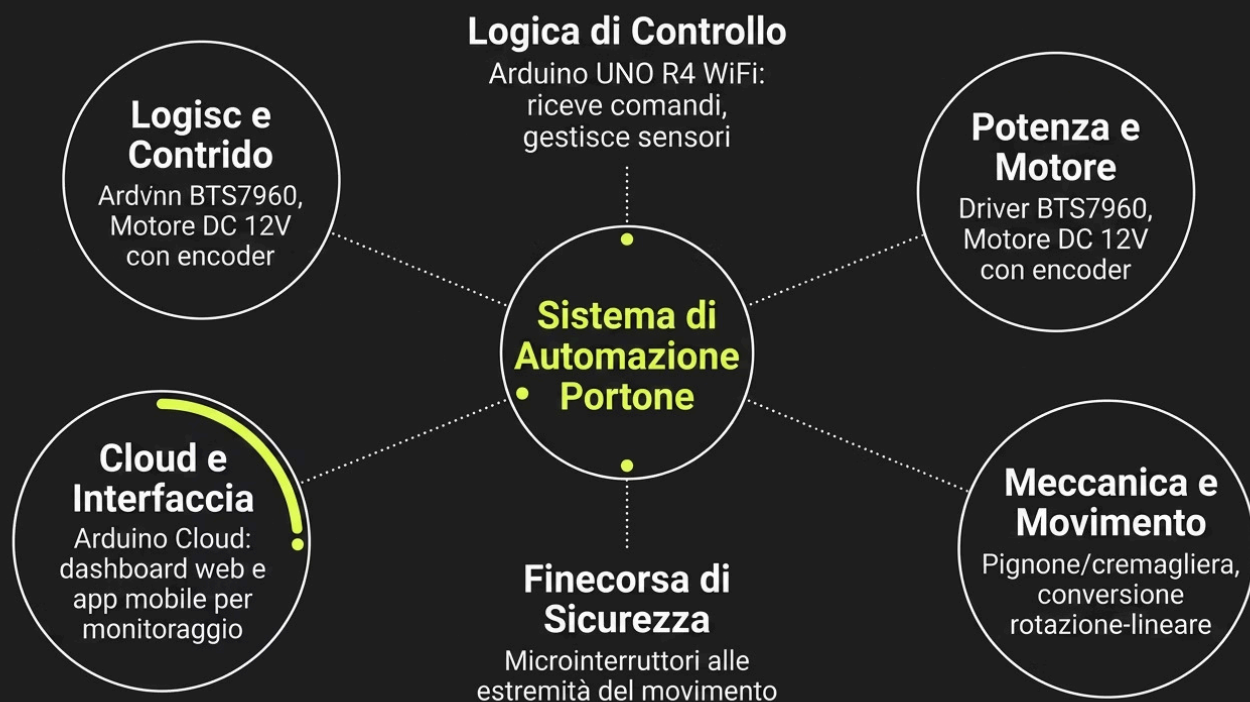 Logica di Controllo
Arduino UNO R4 WiFi:
riceve comandi,
gestisce sensori
Logisc e
Contrido
Ardvnn BTS7960,
Motore DC 12V
con encoder
Potenza e
Motore
Driver BTS7960,
Motore DC 12V
con encoder
Sistema di
Automazione
Portone
Cloud e
Interfaccia
Arduino Cloud:
dashboard web e
app mobile per
monitoraggio
Finecorsa di
Sicurezza
Microinterruttori alle
estremità del movimento
Meccanica e
Movimento
Pignone/cremagliera,
conversione
rotazione-lineare